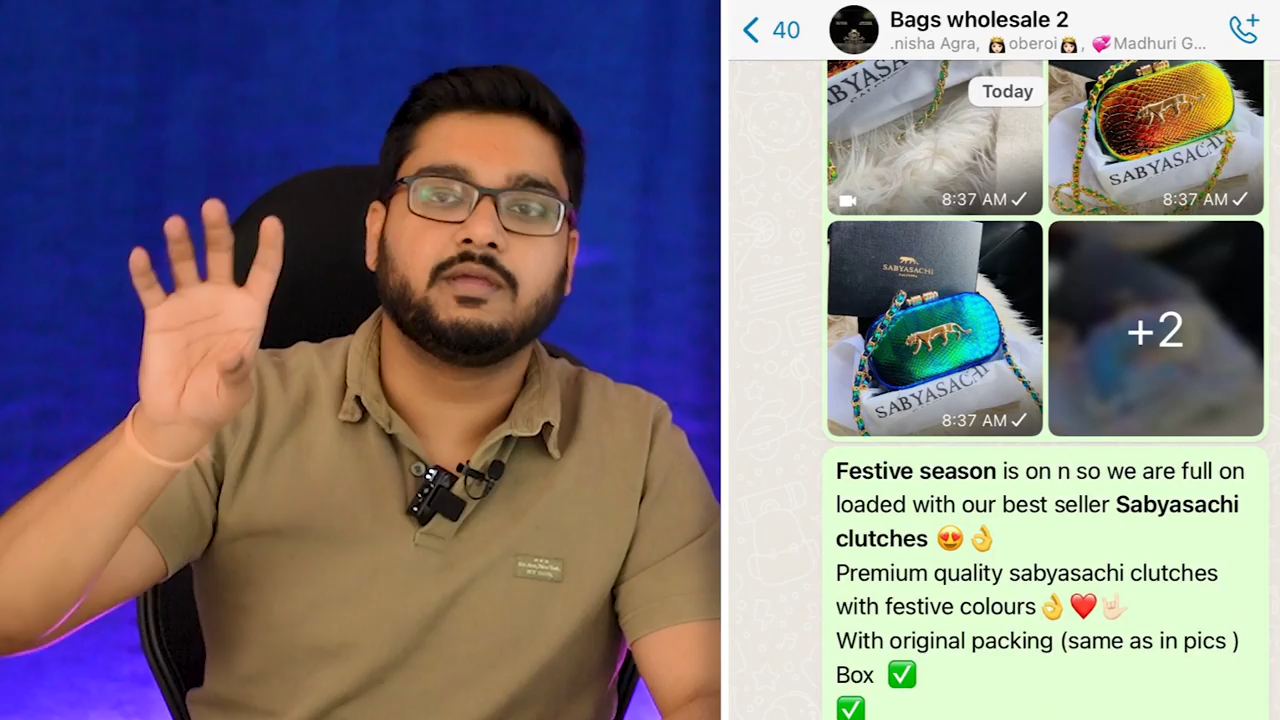 40
Bags wholesale 2
.nisha Agra, 👸🏻oberoi👸🏻, 💞Madhuri G...
Today
SABYASACHI
8:37 AM
8:37 AM
SABYASACHI
SABYASACHI
8:37 AM
+2
Festive season is on n so we are full on
loaded with our best seller Sabyasachi
clutches 😍👌
Premium quality sabyasachi clutches
with festive colours👌❤️🤟🏻
With original packing (same as in pics )
Box ✅
✅